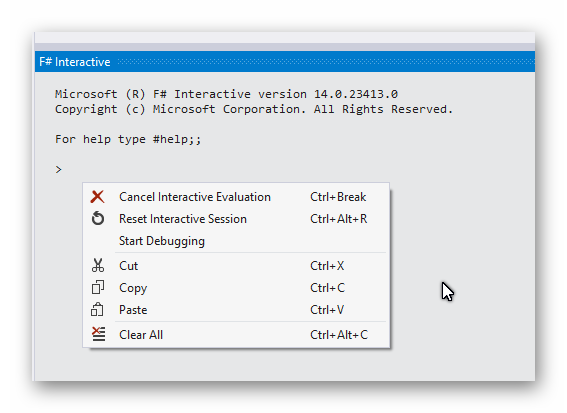 F# Interactive
Microsoft (R) F# Interactive version 14.0.23413.0
Copyright (c) Microsoft Corporation. All Rights Reserved.
For help type #help;;
>
Cancel Interactive Evaluation Ctrl+Break
Reset Interactive Session Ctrl+Alt+R
Start Debugging
Cut Ctrl+X
Copy Ctrl+C
Paste Ctrl+V
Clear All Ctrl+Alt+C